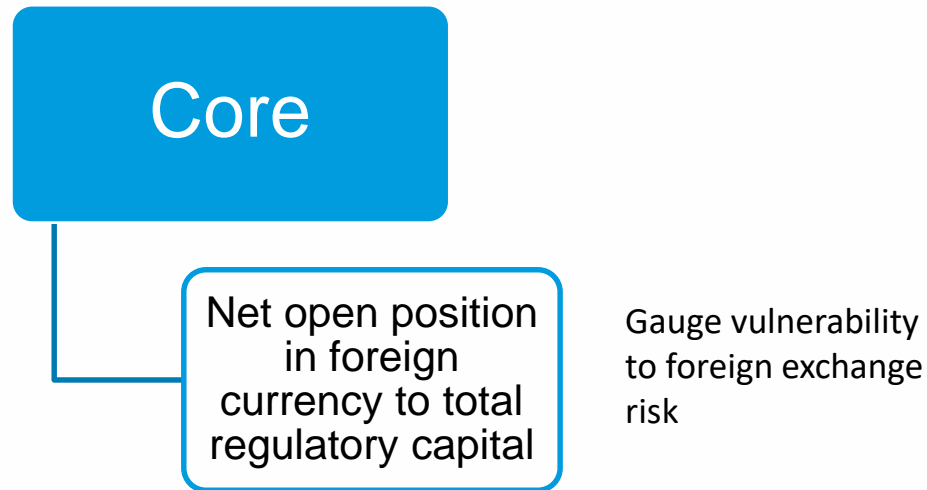 Core
Net open position
in foreign
currency to total
regulatory capital
Gauge vulnerability
to foreign exchange
risk